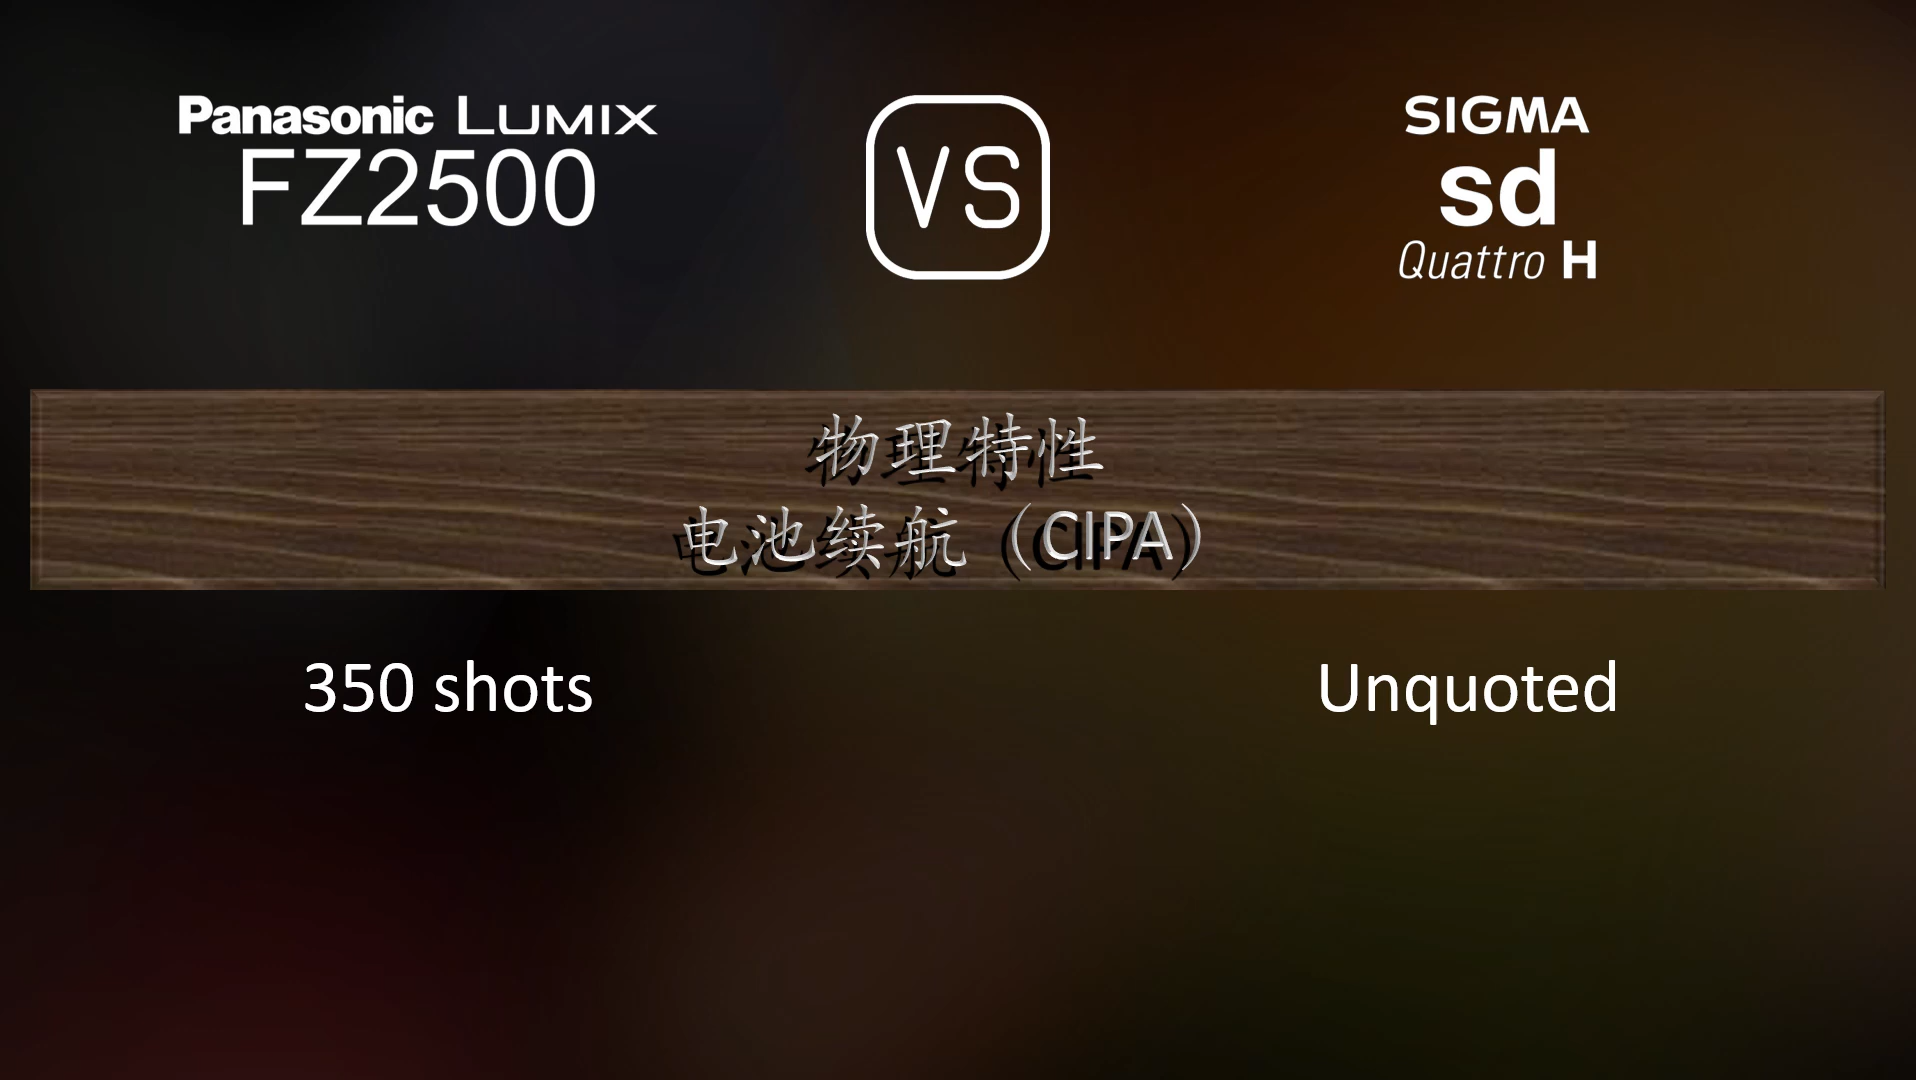 Panasonic LUMIX
FZ2500
VS
SIGMA
sd
Quattro H
物理特性
电池续航（CIPA）
350 shots
Unquoted